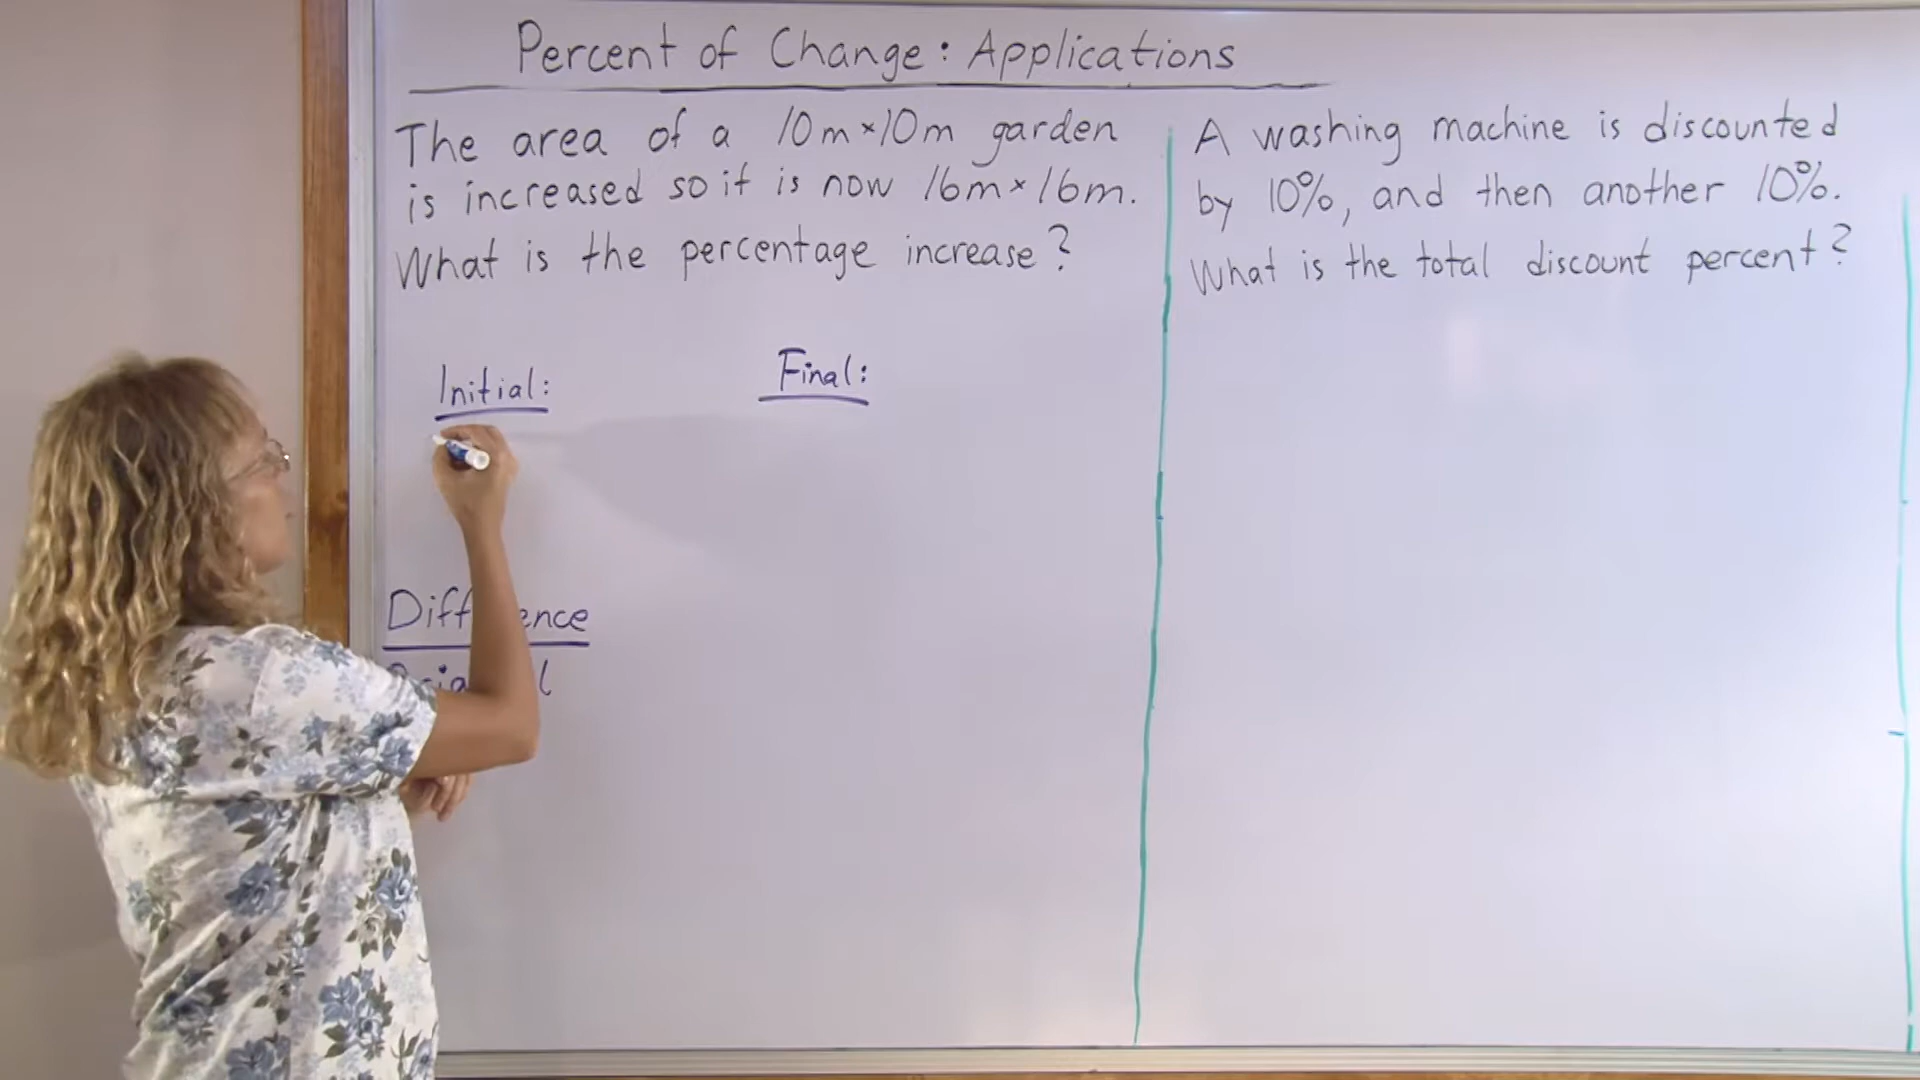 Percent of Change: Applications
The area of a 10m×10m garden
is increased so it is now 16m×16m.
What is the percentage increase?
A washing machine is discounted
by 10%, and then another 10%.
What is the total discount percent?
Initial:
Final: